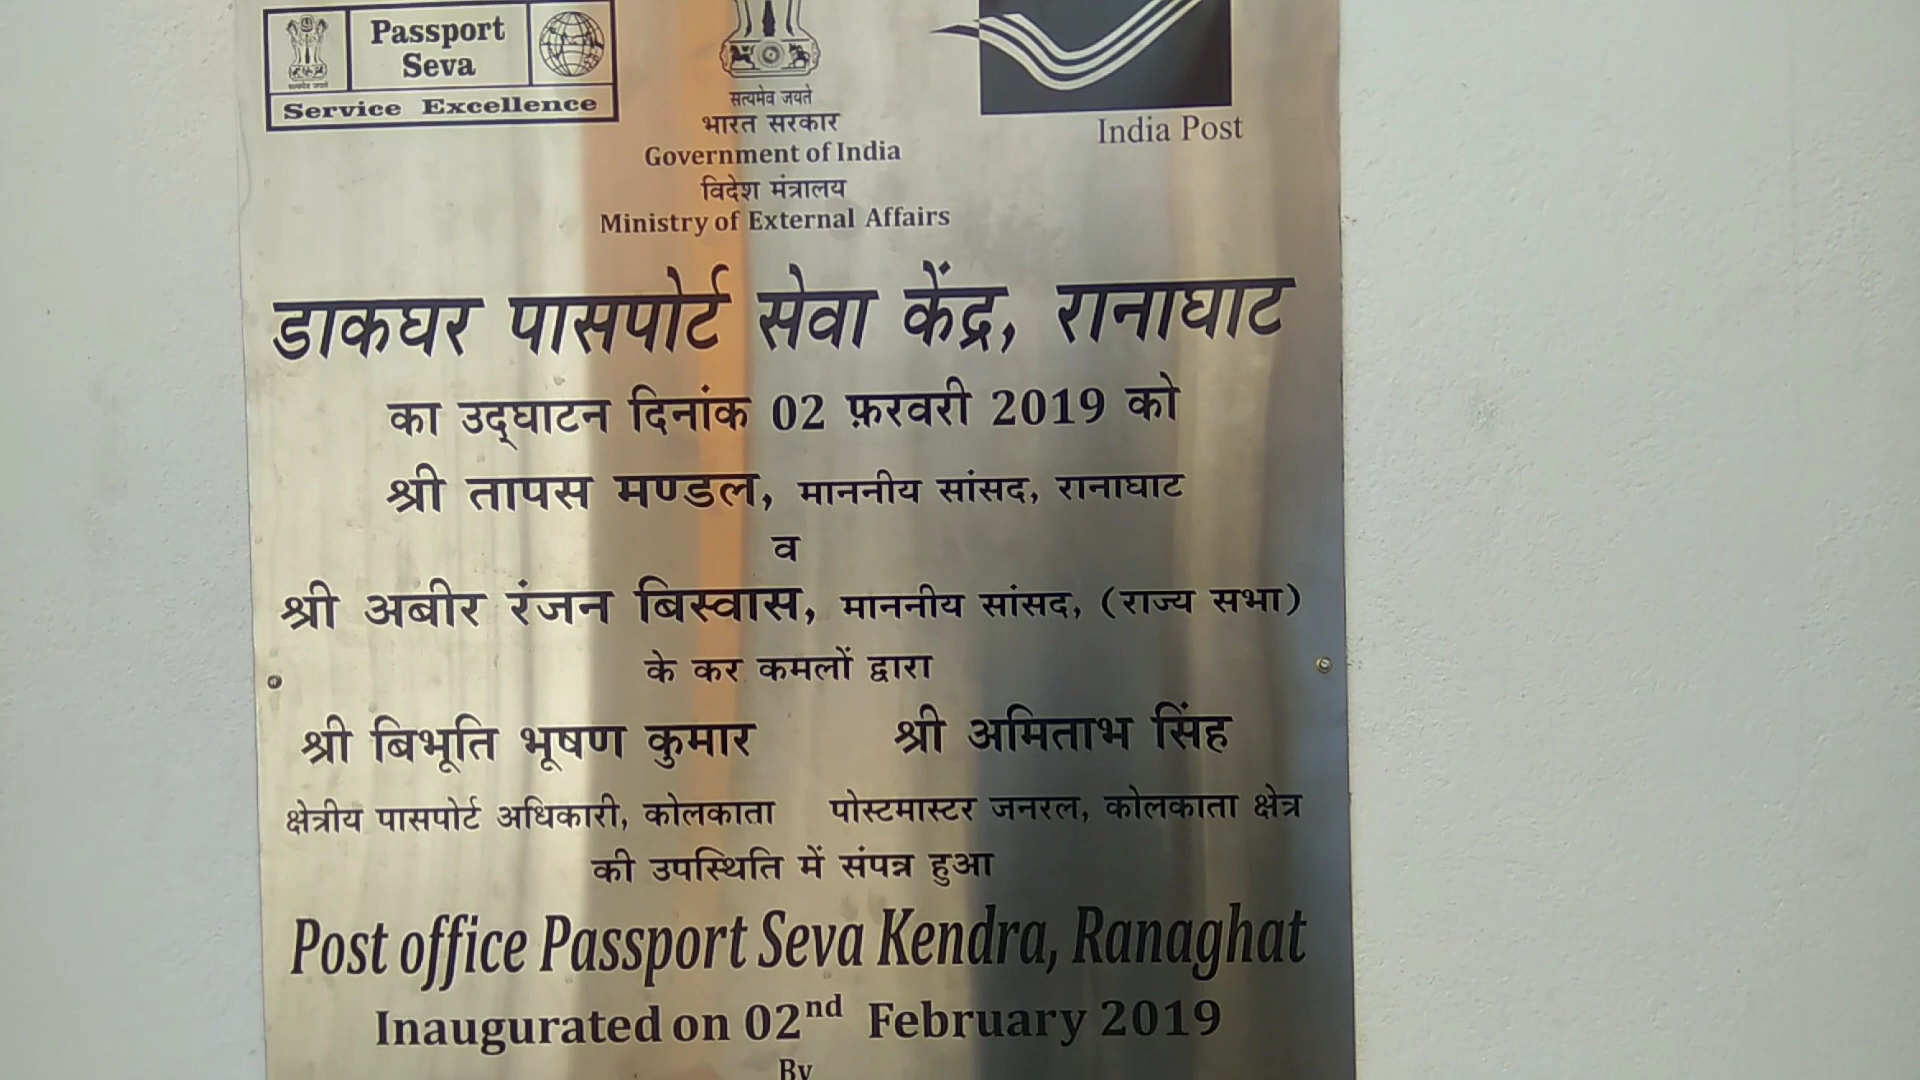 Passport
Seva
Service Excellence
सत्यमेव जयते
भारत सरकार
Government of India
विदेश मंत्रालय
Ministry of External Affairs
India Post
डाकघर पासपोर्ट सेवा केंद्र, रानाघाट
का उद्‌घाटन दिनांक 02 फ़रवरी 2019 को
श्री तापस मण्डल, माननीय सांसद, रानाघाट
व
श्री अबीर रंजन बिस्वास, माननीय सांसद, (राज्य सभा)
के कर कमलों द्वारा
श्री बिभूति भूषण कुमार श्री अमिताभ सिंह
क्षेत्रीय पासपोर्ट अधिकारी, कोलकाता पोस्टमास्टर जनरल, कोलकाता क्षेत्र
की उपस्थिति में संपन्न हुआ
Post office Passport Seva Kendra, Ranaghat
Inaugurated on 02nd February 2019
By